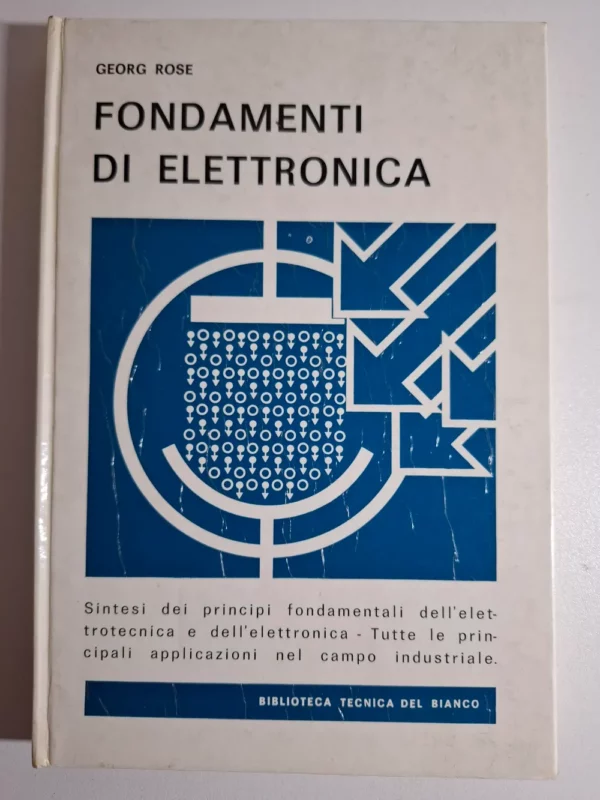 GEORG ROSE
FONDAMENTI
DI ELETTRONICA
Sintesi dei principi fondamentali dell'elet-
trotecnica e dell'elettronica - Tutte le prin-
cipali applicazioni nel campo industriale.
BIBLIOTECA TECNICA DEL BIANCO